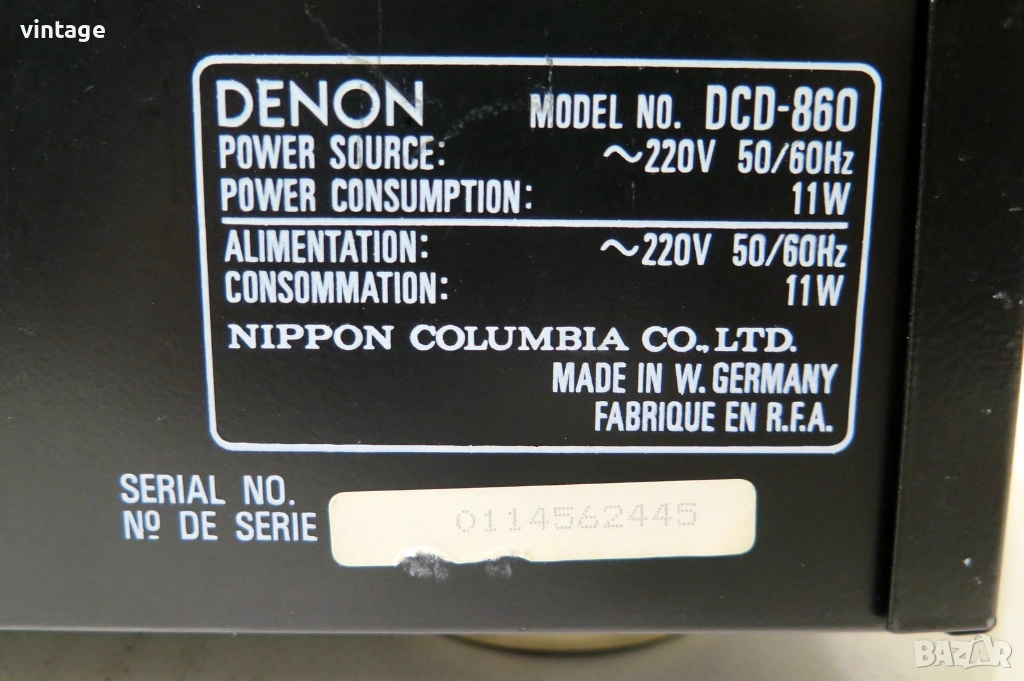 vintage
DENON MODEL NO. DCD-860
POWER SOURCE: ～220V 50/60Hz
POWER CONSUMPTION: 11W
ALIMENTATION: ～220V 50/60Hz
CONSOMMATION: 11W
NIPPON COLUMBIA CO., LTD.
MADE IN W. GERMANY
FABRIQUE EN R.F.A.
SERIAL NO.
Nº DE SERIE 0114562445
BAZAR